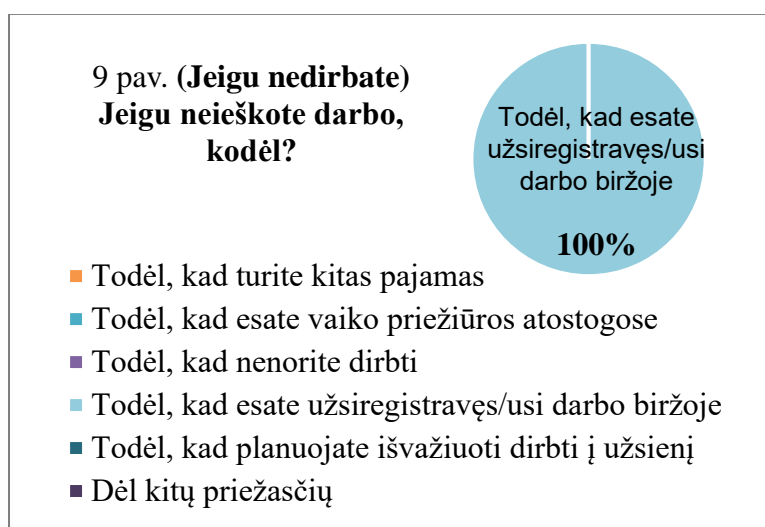 9 pav. (Jeigu nedirbate)
Jeigu neieškote darbo,
kodėl?
Todėl, kad esate
užsiregistravęs/usi
darbo biržoje
100%
Todėl, kad turite kitas pajamas
Todėl, kad esate vaiko priežiūros atostogose
Todėl, kad nenorite dirbti
Todėl, kad esate užsiregistravęs/usi darbo biržoje
Todėl, kad planuojate išvažiuoti dirbti į užsienį
Dėl kitų priežasčių